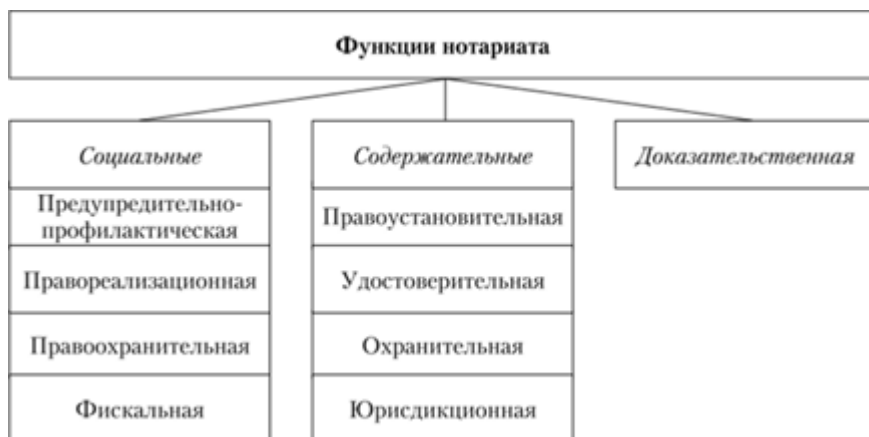 Функции нотариата
Социальные
Предупредительно-
профилактическая
Правореализационная
Правоохранительная
Фискальная
Содержательные
Правоустановительная
Удостоверительная
Охранительная
Юрисдикционная
Доказательственная